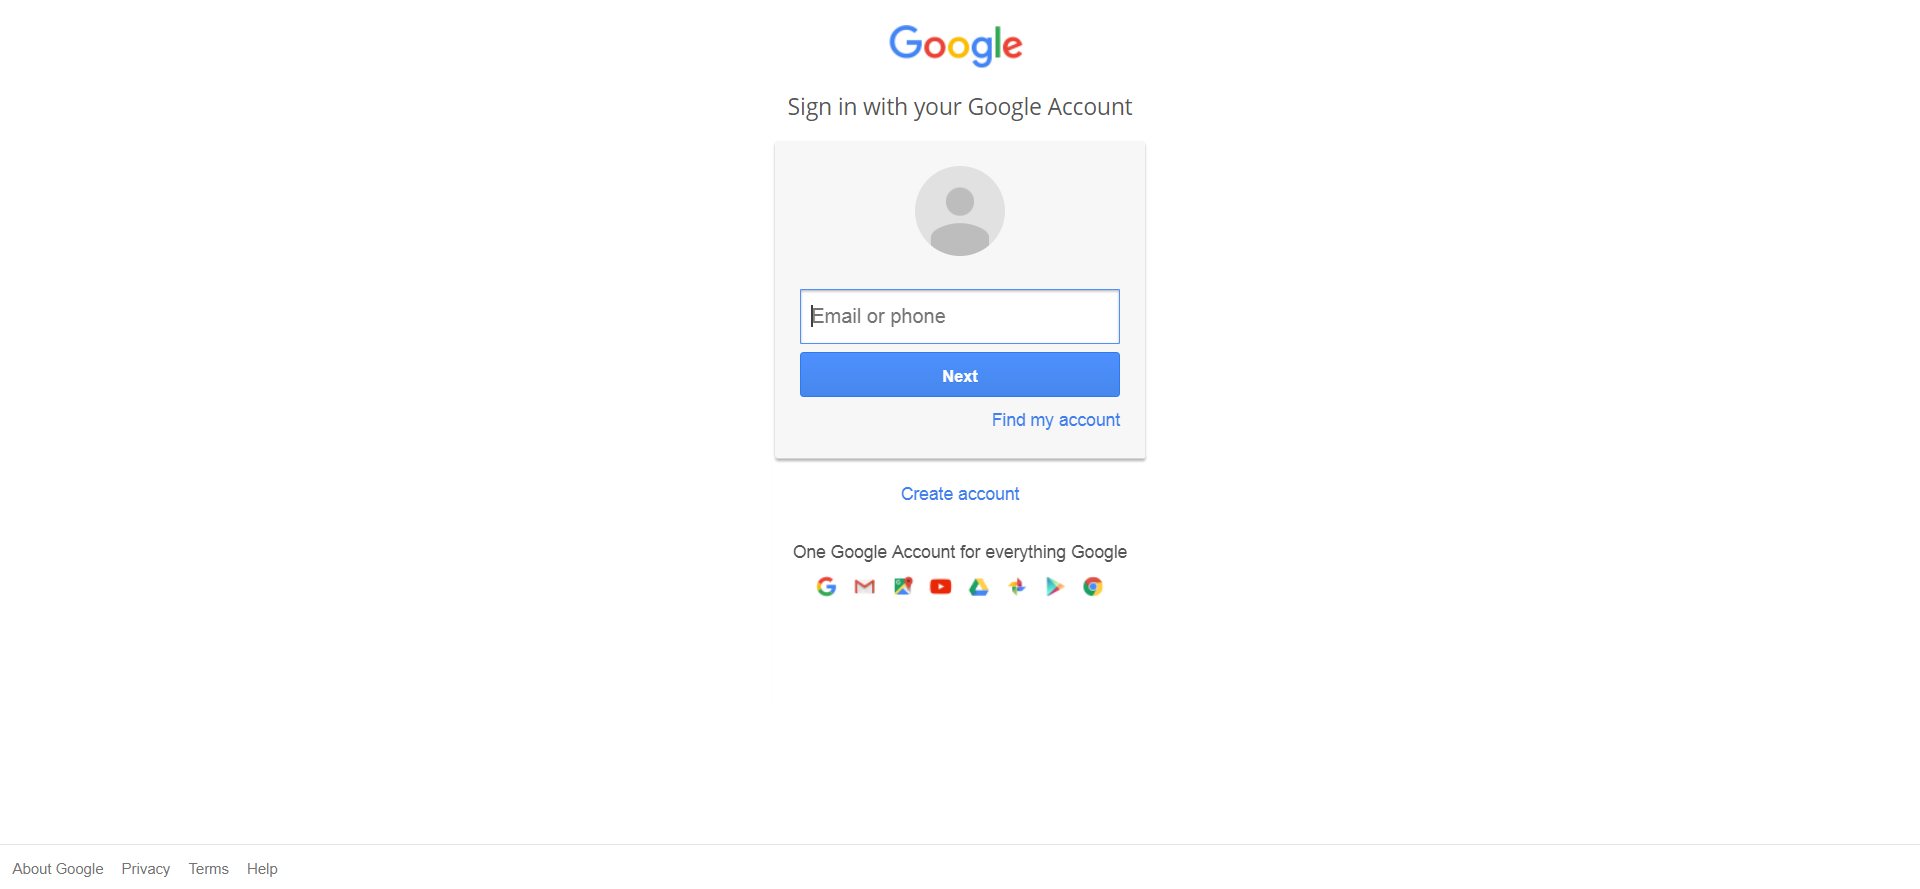 Google
Sign in with your Google Account
Email or phone
Next
Find my account
Create account
One Google Account for everything Google
About Google Privacy Terms Help